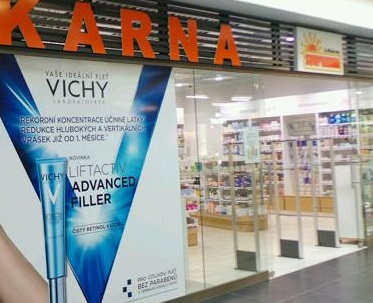 KARNA
VAŠE IDEÁLNÍ PLEŤ
VICHY
LABORATOIRES
REKORDNÍ KONCENTRACE ÚČINNÉ LÁTKY
REDUKCE HLUBOKÝCH A VERTIKÁLNÍCH
VRÁSEK JIŽ OD 1. MĚSÍCE.
NOVINKA
LIFTACTIV
ADVANCED
FILLER
ČISTÝ RETINOL
VICHY
PRO CITLIVOU PLEŤ
BEZ PARABENŮ